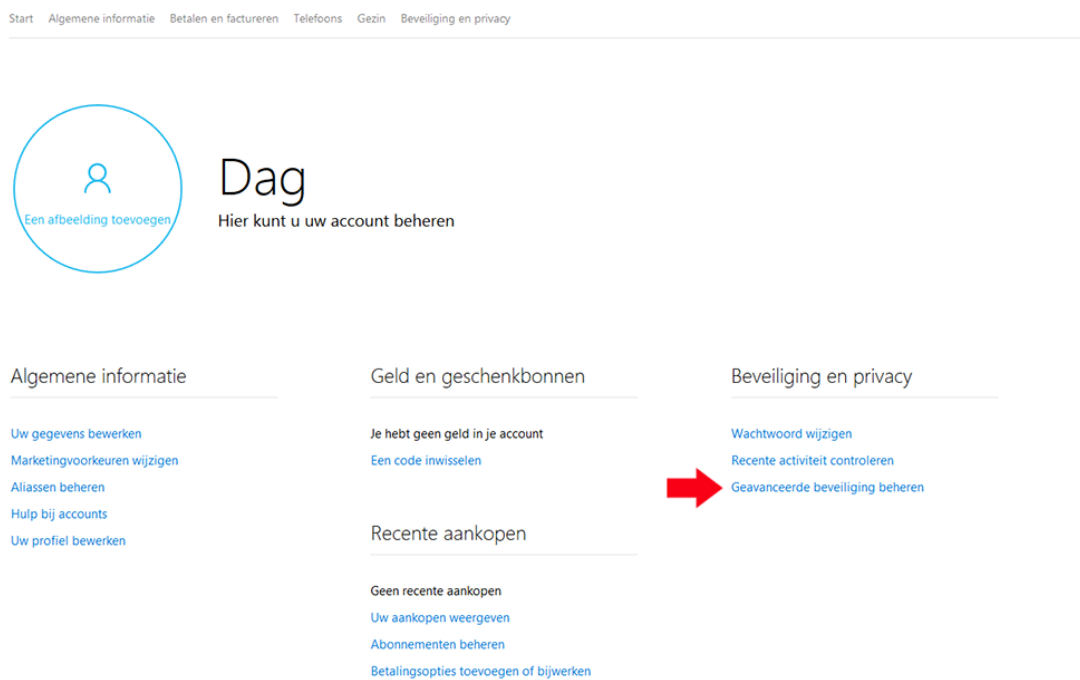 Start Algemene informatie Betalen en factureren Telefoons Gezin Beveiliging en privacy
Een afbeelding toevoegen
Dag
Hier kunt u uw account beheren
Algemene informatie
Uw gegevens bewerken
Marketingvoorkeuren wijzigen
Aliassen beheren
Hulp bij accounts
Uw profiel bewerken
Geld en geschenkbonnen
Je hebt geen geld in je account
Een code inwisselen
Recente aankopen
Geen recente aankopen
Uw aankopen weergeven
Abonnementen beheren
Betalingsopties toevoegen of bijwerken
Beveiliging en privacy
Wachtwoord wijzigen
Recente activiteit controleren
Geavanceerde beveiliging beheren